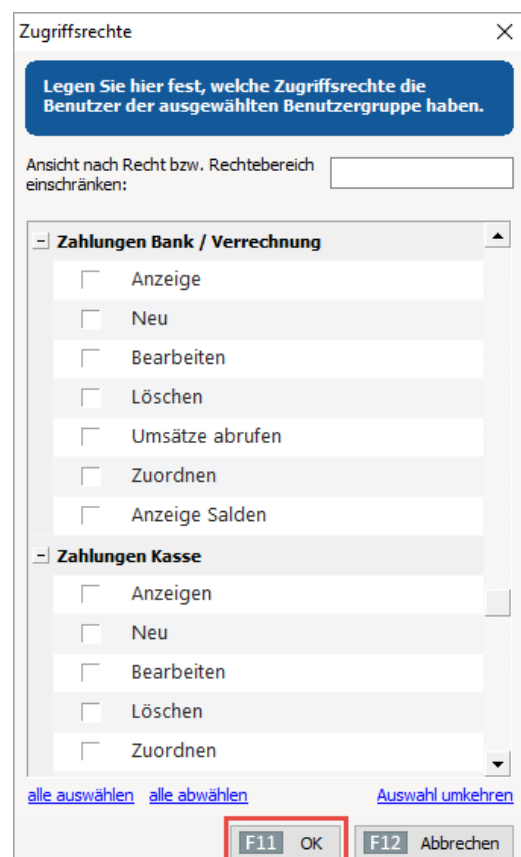 Zugriffsrechte
Legen Sie hier fest, welche Zugriffsrechte die
Benutzer der ausgewählten Benutzergruppe haben.
Ansicht nach Recht bzw. Rechtebereich
einschränken:
Zahlungen Bank / Verrechnung
Anzeige
Neu
Bearbeiten
Löschen
Umsätze abrufen
Zuordnen
Anzeige Salden
Zahlungen Kasse
Anzeigen
Neu
Bearbeiten
Löschen
Zuordnen
alle auswählen alle abwählen Auswahl umkehren
F11 OK F12 Abbrechen